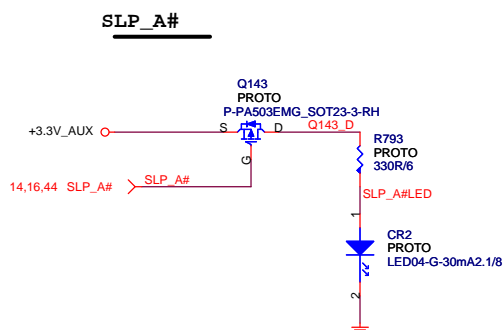 SLP_A#
Q143
PROTO
P-PA503EMG_SOT23-3-RH
+3.3V_AUX
S
D
Q143_D
G
R793
PROTO
330R/6
14,16,44 SLP_A#
SLP_A#
SLP_A#LED
1
CR2
PROTO
LED04-G-30mA2.1/8
2